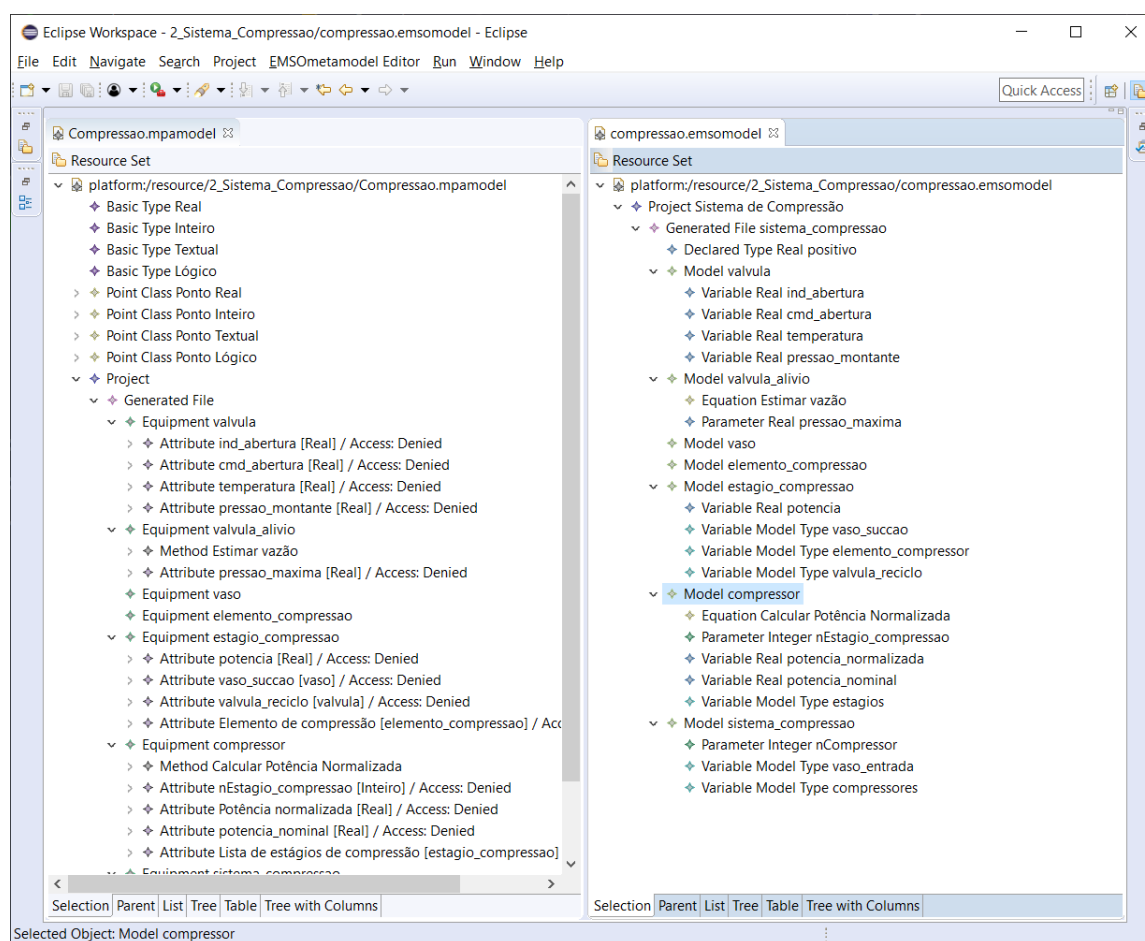 Eclipse Workspace - 2_Sistema_Compressao/compressao.emsomodel - Eclipse
File Edit Navigate Search Project EMSOmetamodel Editor Run Window Help
Quick Access
Compressao.mpamodel
Resource Set
platform:/resource/2_Sistema_Compressao/Compressao.mpamodel
Basic Type Real
Basic Type Inteiro
Basic Type Textual
Basic Type Lógico
Point Class Ponto Real
Point Class Ponto Inteiro
Point Class Ponto Textual
Point Class Ponto Lógico
Project
Generated File
Equipment valvula
Attribute ind_abertura [Real] / Access: Denied
Attribute cmd_abertura [Real] / Access: Denied
Attribute temperatura [Real] / Access: Denied
Attribute pressao_montante [Real] / Access: Denied
Equipment valvula_alivio
Method Estimar vazão
Attribute pressao_maxima [Real] / Access: Denied
Equipment vaso
Equipment elemento_compressao
Equipment estagio_compressao
Attribute potencia [Real] / Access: Denied
Attribute vaso_succao [vaso] / Access: Denied
Attribute valvula_reciclo [valvula] / Access: Denied
Attribute Elemento de compressão [elemento_compressao] / Acc
Equipment compressor
Method Calcular Potência Normalizada
Attribute nEstagio_compressao [Inteiro] / Access: Denied
Attribute Potência normalizada [Real] / Access: Denied
Attribute potencia_nominal [Real] / Access: Denied
Attribute Lista de estágios de compressão [estagio_compressao]
Equipment sistema_compressao
Selection Parent List Tree Table Tree with Columns
compressao.emsomodel
Resource Set
platform:/resource/2_Sistema_Compressao/compressao.emsomodel
Project Sistema de Compressão
Generated File sistema_compressao
Declared Type Real positivo
Model valvula
Variable Real ind_abertura
Variable Real cmd_abertura
Variable Real temperatura
Variable Real pressao_montante
Model valvula_alivio
Equation Estimar vazão
Parameter Real pressao_maxima
Model vaso
Model elemento_compressao
Model estagio_compressao
Variable Real potencia
Variable Model Type vaso_succao
Variable Model Type elemento_compressor
Variable Model Type valvula_reciclo
Model compressor
Equation Calcular Potência Normalizada
Parameter Integer nEstagio_compressao
Variable Real potencia_normalizada
Variable Real potencia_nominal
Variable Model Type estagios
Model sistema_compressao
Parameter Integer nCompressor
Variable Model Type vaso_entrada
Variable Model Type compressores
Selection Parent List Tree Table Tree with Columns
Selected Object: Model compressor